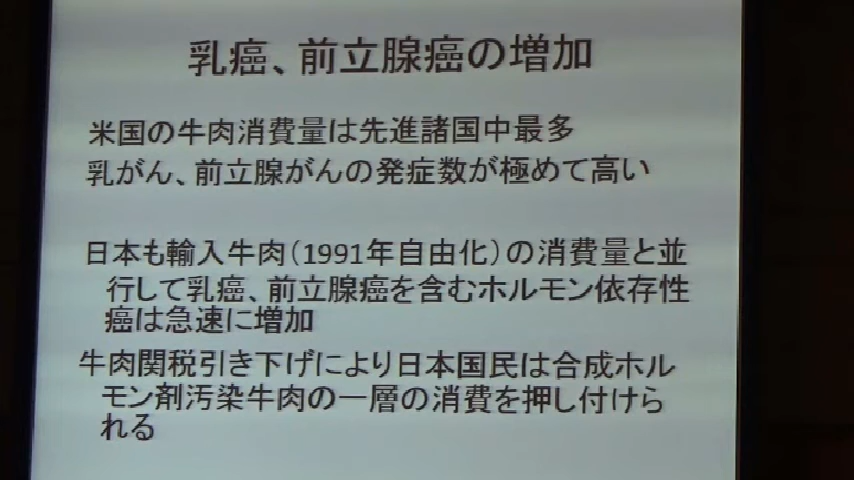 乳癌、前立腺癌の増加
米国の牛肉消費量は先進諸国中最多
乳がん、前立腺がんの発症数が極めて高い
日本も輸入牛肉（1991年自由化）の消費量と並
行して乳癌、前立腺癌を含むホルモン依存性
癌は急速に増加
牛肉関税引き下げにより日本国民は合成ホル
モン剤汚染牛肉の一層の消費を押し付けら
れる